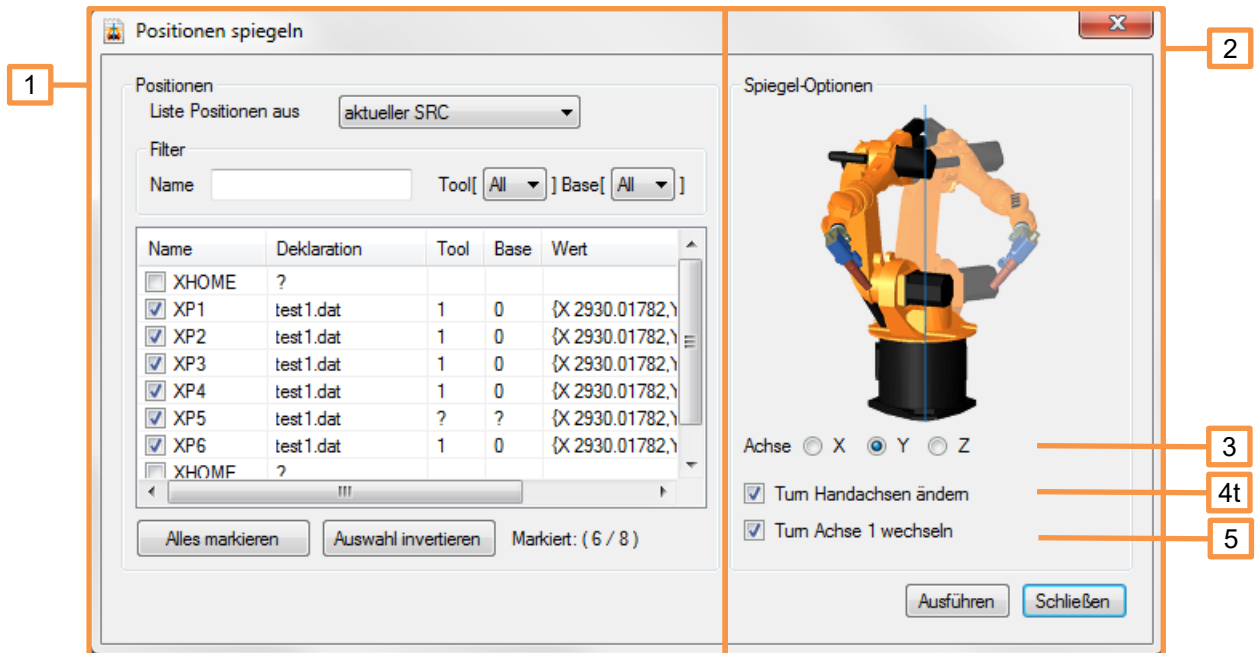 Positionen spiegeln
X
1
2
Positionen
Liste Positionen aus aktueller SRC
Filter
Name Tool[ All ] Base[ All ]
Name Deklaration Tool Base Wert
XHOME ?
XP1 test1.dat 1 0 {X 2930.01782,Y
XP2 test1.dat 1 0 {X 2930.01782,Y
XP3 test1.dat 1 0 {X 2930.01782,Y
XP4 test1.dat 1 0 {X 2930.01782,Y
XP5 test1.dat ? ? {X 2930.01782,Y
XP6 test1.dat 1 0 {X 2930.01782,Y
XHOME ?
Alles markieren Auswahl invertieren Markiert: ( 6 / 8 )
Spiegel-Optionen
Achse X Y Z
3
Turn Handachsen ändern
4t
Turn Achse 1 wechseln
5
Ausführen Schließen